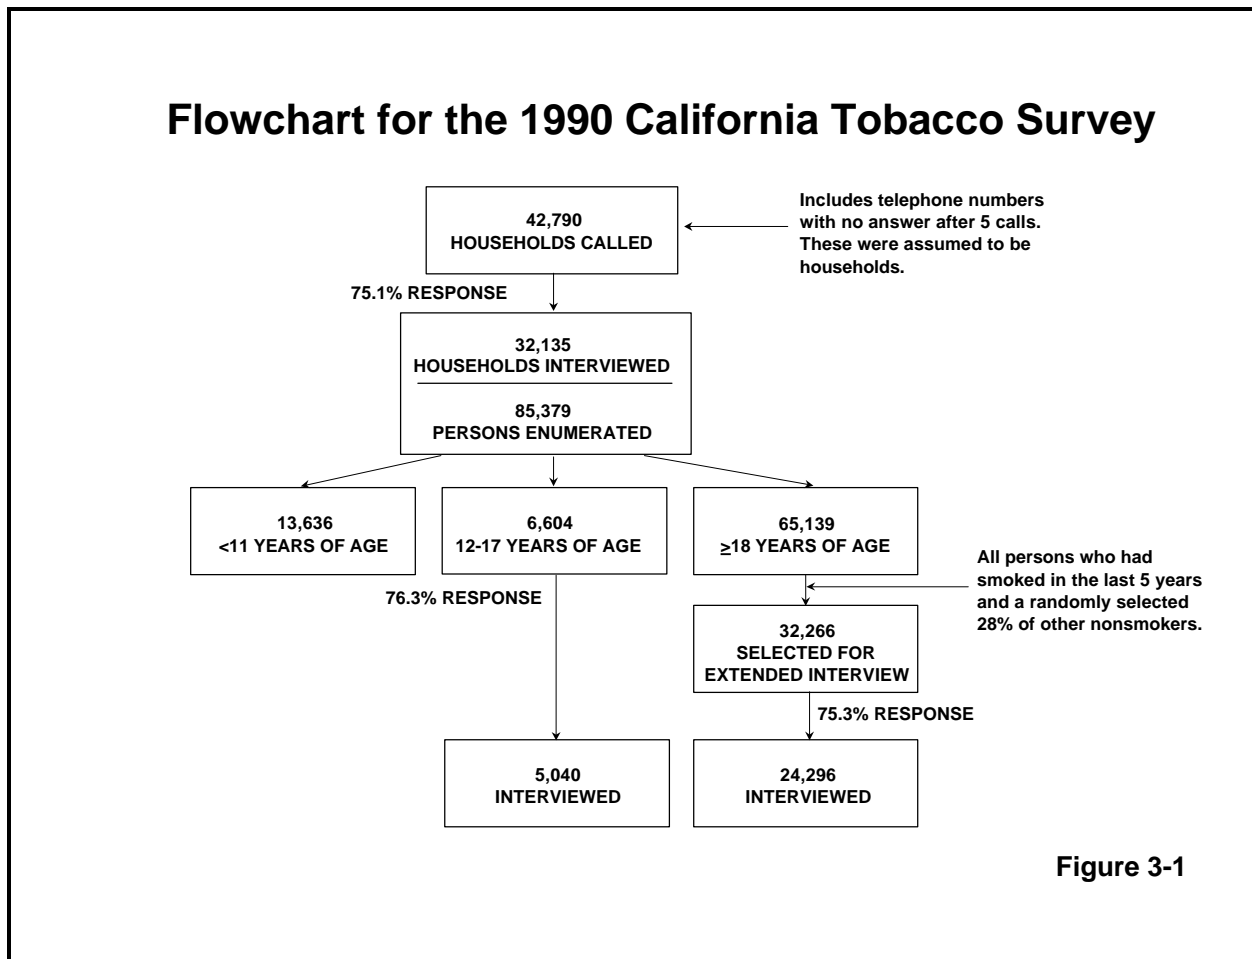 Flowchart for the 1990 California Tobacco Survey
42,790
HOUSEHOLDS CALLED
Includes telephone numbers
with no answer after 5 calls.
These were assumed to be
households.
75.1% RESPONSE
32,135
HOUSEHOLDS INTERVIEWED
85,379
PERSONS ENUMERATED
13,636
<11 YEARS OF AGE
6,604
12-17 YEARS OF AGE
65,139
≥18 YEARS OF AGE
All persons who had
smoked in the last 5 years
and a randomly selected
28% of other nonsmokers.
76.3% RESPONSE
32,266
SELECTED FOR
EXTENDED INTERVIEW
75.3% RESPONSE
5,040
INTERVIEWED
24,296
INTERVIEWED
Figure 3-1